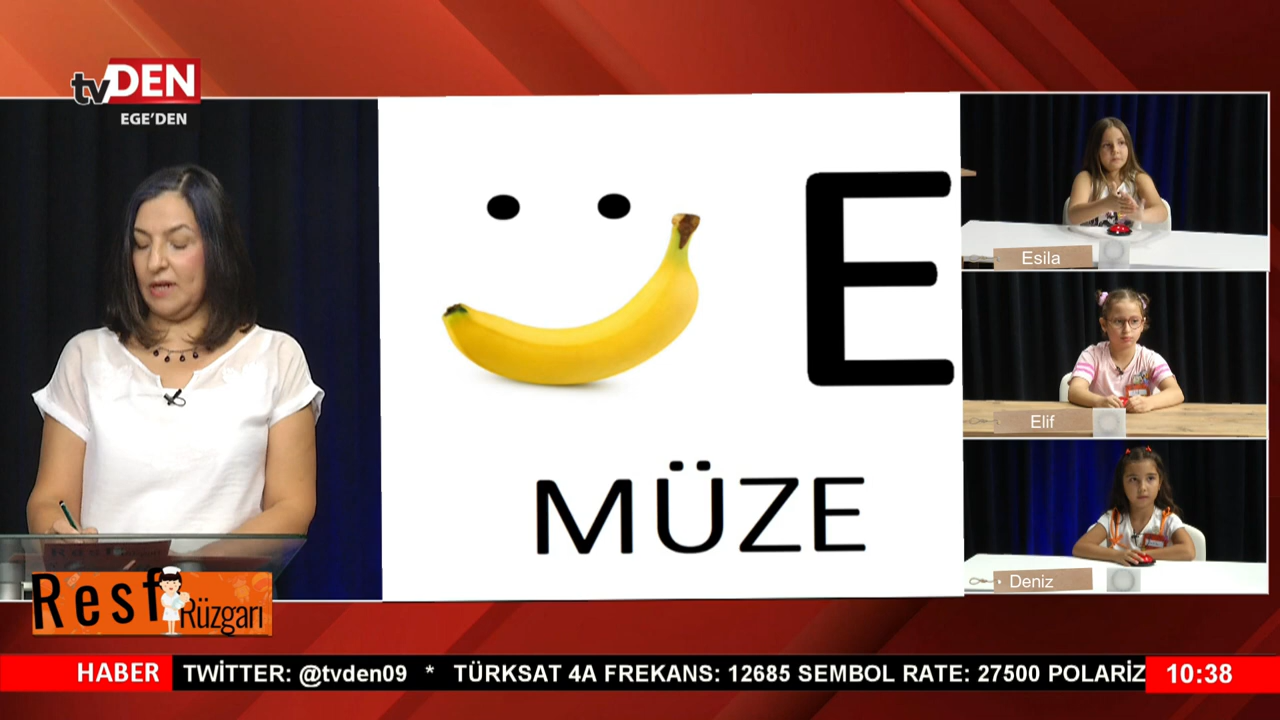 tvDEN
EGE'DEN
E
MÜZE
Esila
Elif
Deniz
Resf
Rüzgarı
HABER
TWİTTER: @tvden09 * TÜRKSAT 4A FREKANS: 12685 SEMBOL RATE: 27500 POLARİZ
10:38